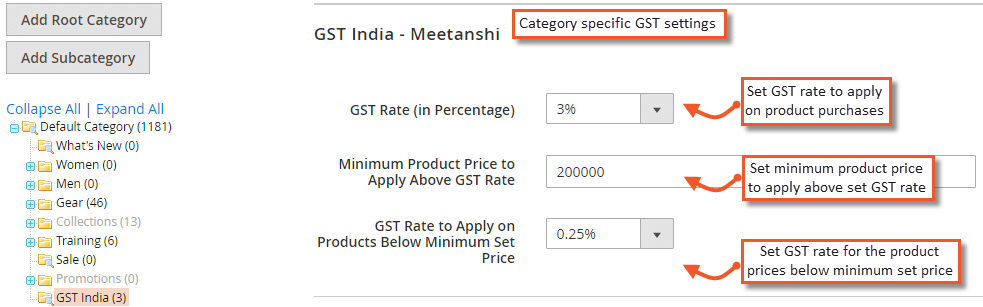 Add Root Category
Add Subcategory
Collapse All | Expand All
Default Category (1181)
What's New (0)
Women (0)
Men (0)
Gear (46)
Collections (13)
Training (6)
Sale (0)
Promotions (0)
GST India (3)
GST India - Meetanshi
Category specific GST settings
GST Rate (in Percentage)
3%
Set GST rate to apply
on product purchases
Minimum Product Price to
Apply Above GST Rate
200000
Set minimum product price
to apply above set GST rate
GST Rate to Apply on
Products Below Minimum Set
Price
0.25%
Set GST rate for the product
prices below minimum set price